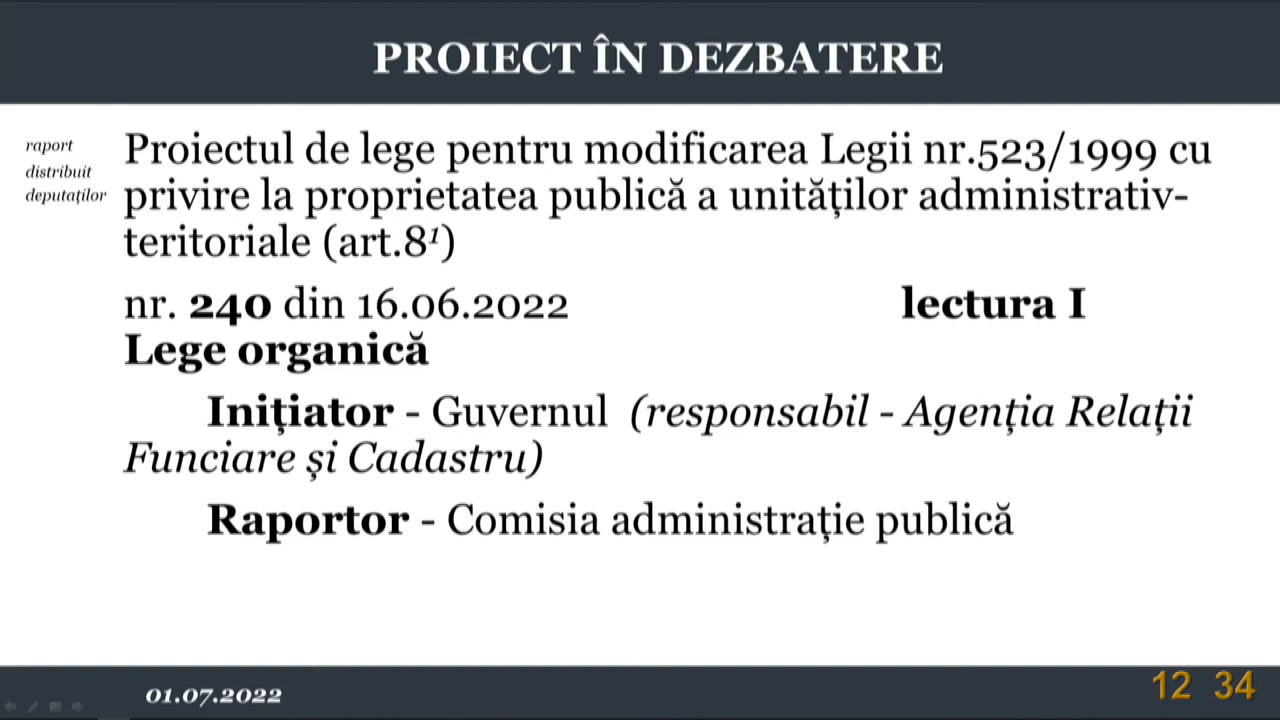 PROIECT ÎN DEZBATERE
raport
distribuit
deputaților
Proiectul de lege pentru modificarea Legii nr.523/1999 cu
privire la proprietatea publică a unităților administrativ-
teritoriale (art.8¹)
nr. 240 din 16.06.2022 lectura I
Lege organică
Inițiator - Guvernul (responsabil - Agenția Relații
Funciare și Cadastru)
Raportor - Comisia administrație publică
01.07.2022
12 34